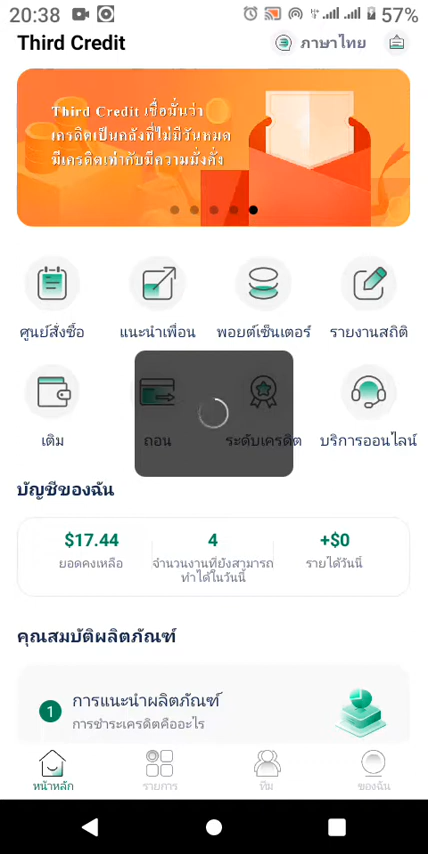 20:38
57%
Third Credit
ภาษาไทย
Third Credit เชื่อมั่นว่า
เครดิตเป็นคลังที่ไม่มีวันหมด
มีเครดิตเท่ากับมีความมั่งคั่ง
ศูนย์สั่งซื้อ
แนะนำเพื่อน
พอยต์เซ็นเตอร์
รายงานสถิติ
เติม
ถอน
ระดับเครดิต
บริการออนไลน์
บัญชีของฉัน
$17.44
4
+$0
ยอดคงเหลือ
จำนวนงานที่ยังสามารถ
ทำได้ในวันนี้
รายได้วันนี้
คุณสมบัติผลิตภัณฑ์
1
การแนะนำผลิตภัณฑ์
การชำระเครดิตคืออะไร
หน้าหลัก
รายการ
ทีม
ของฉัน